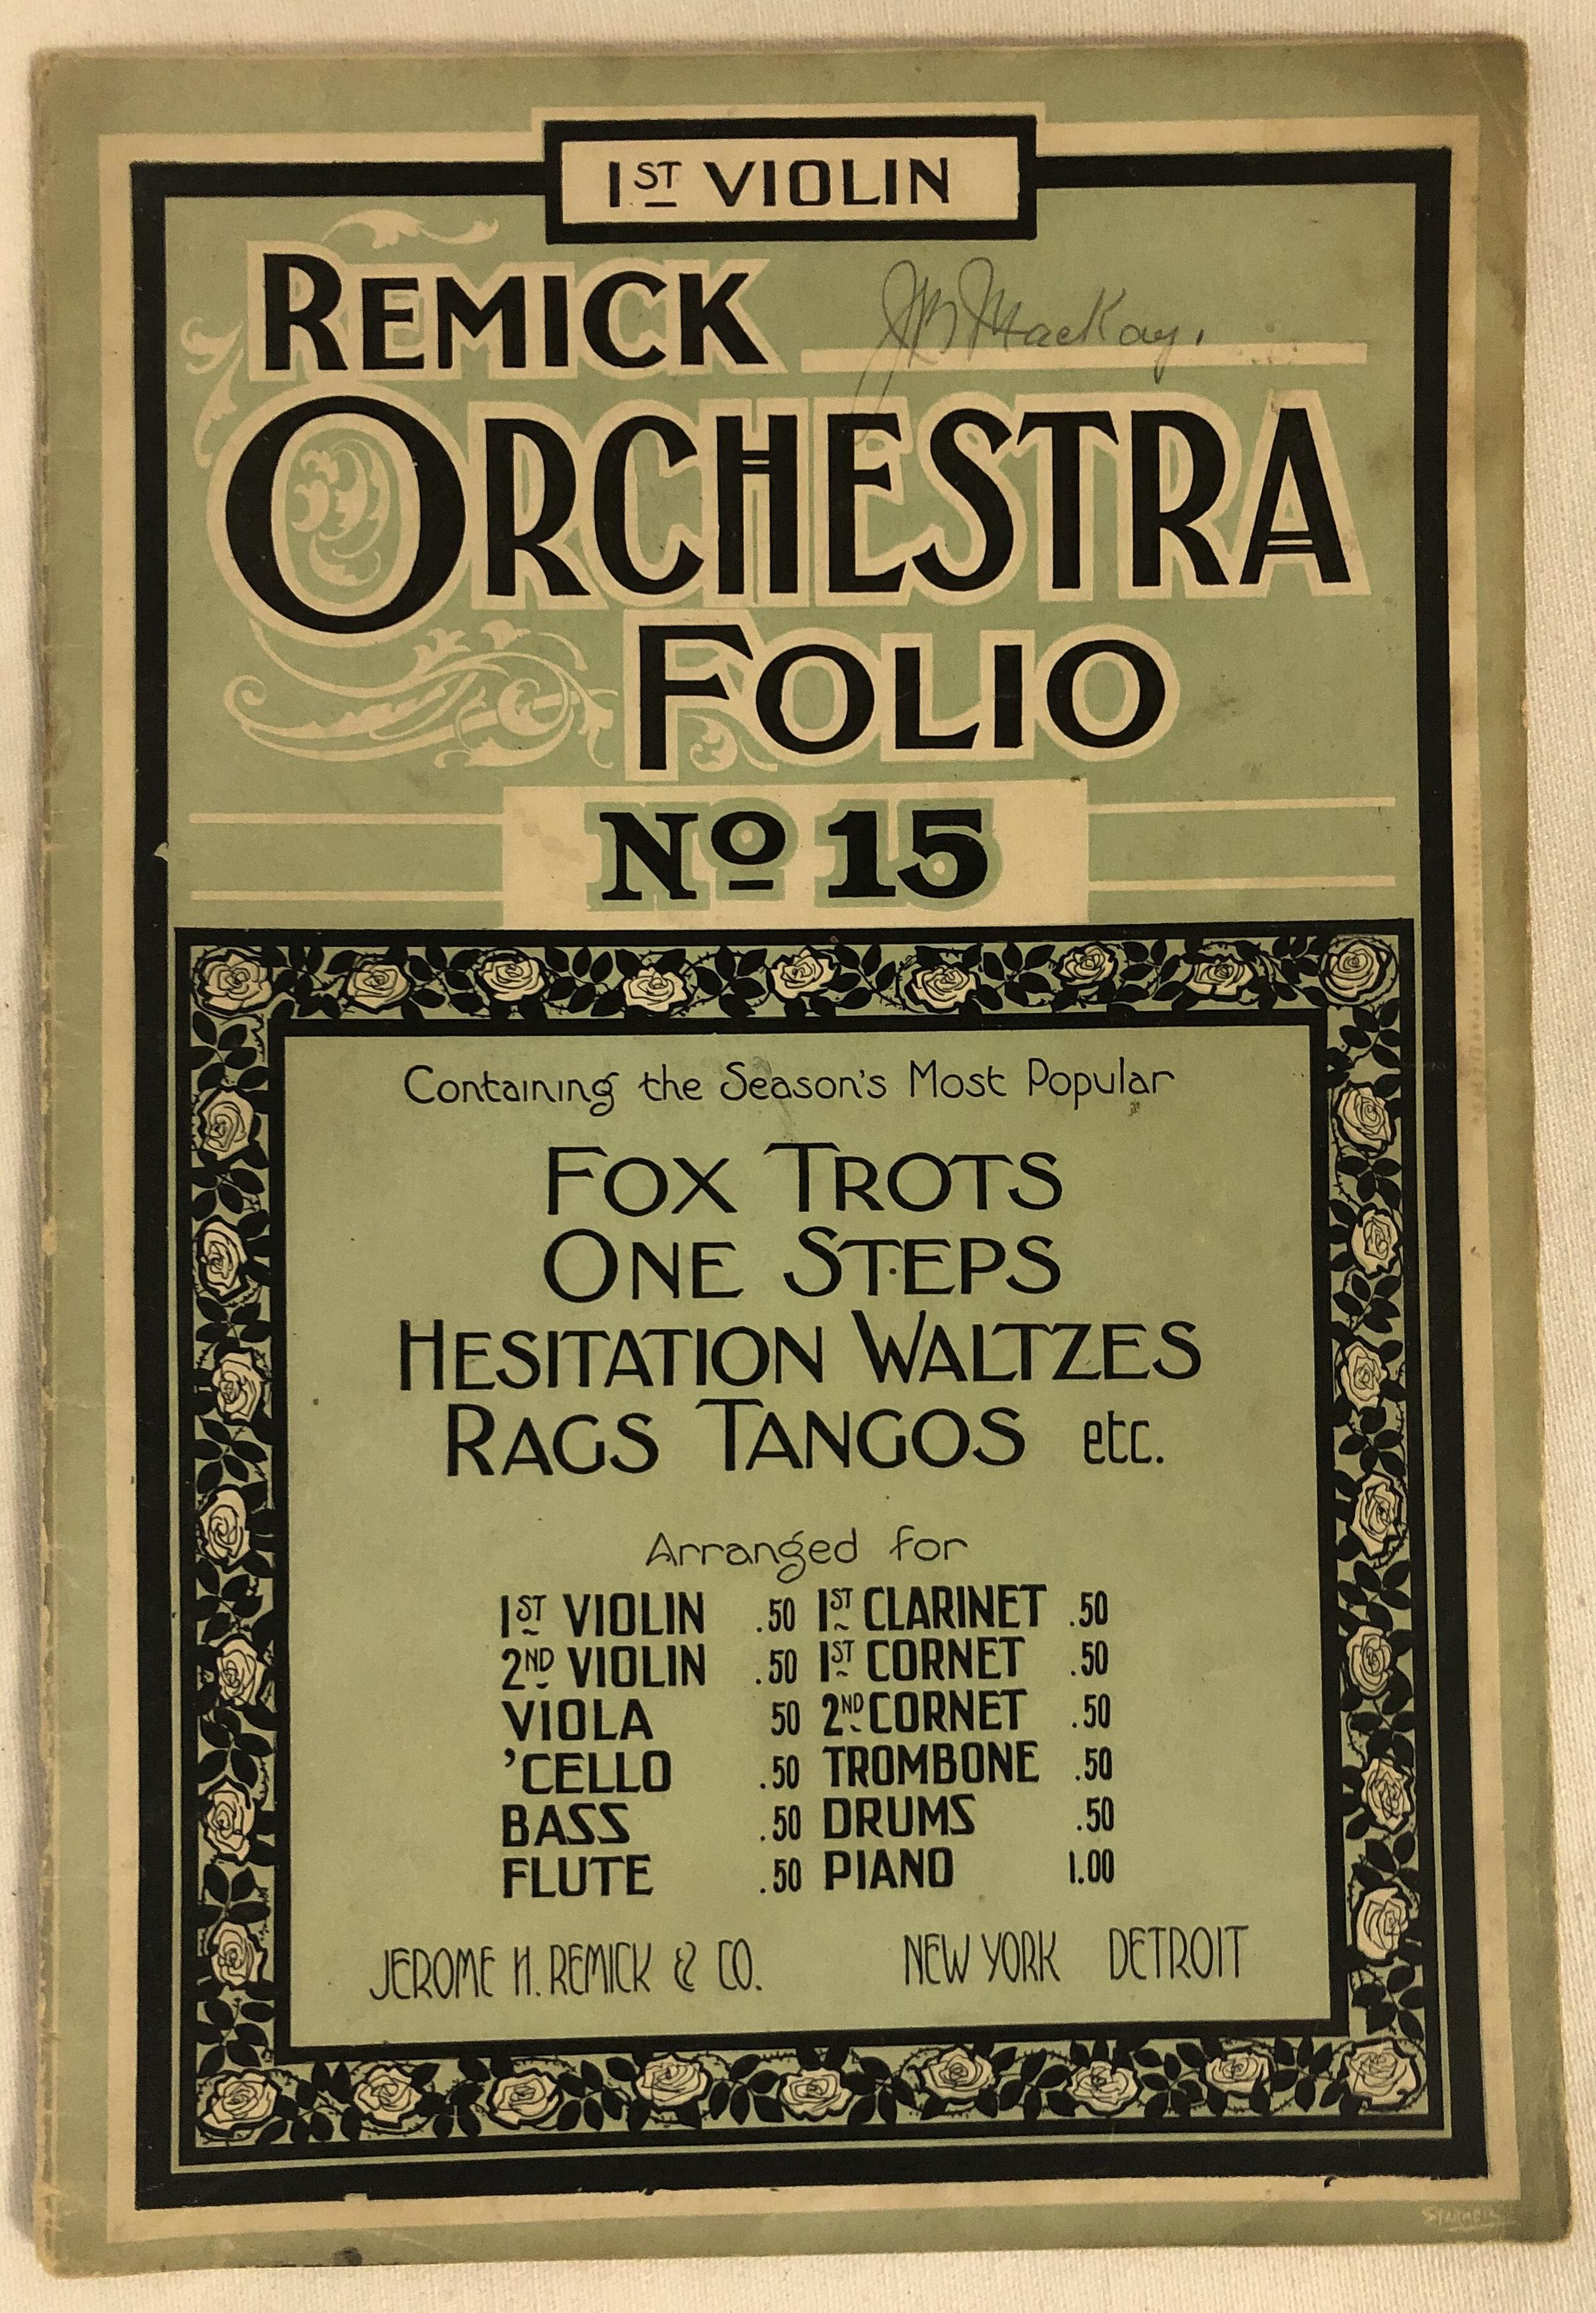 1ST VIOLIN
REMICK JB MacKay.
ORCHESTRA
FOLIO
No 15
Containing the Season's Most Popular
FOX TROTS
ONE STEPS
HESITATION WALTZES
RAGS TANGOS etc.
Arranged for
1ST VIOLIN .50 1ST CLARINET .50
2ND VIOLIN .50 1ST CORNET .50
VIOLA 50 2ND CORNET .50
'CELLO .50 TROMBONE .50
BASS .50 DRUMS .50
FLUTE .50 PIANO 1.00
JEROME H. REMICK & CO. NEW YORK DETROIT